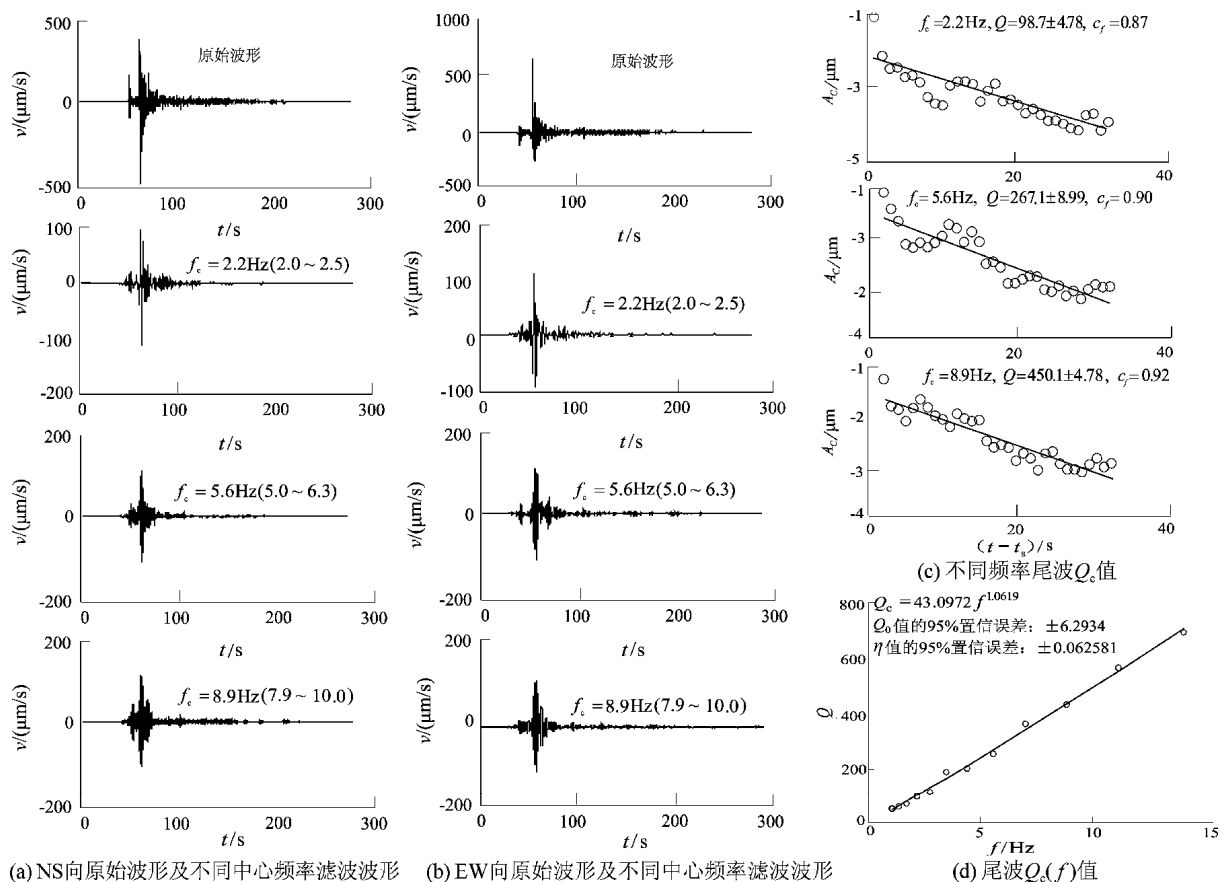 500
原始波形
v/(μm/s)
0
-500
0 100 200 300
t/s
100
f_c=2.2Hz(2.0~2.5)
v/(μm/s)
0
-100
-200
0 100 200 300
t/s
200
f_c=5.6Hz(5.0~6.3)
v/(μm/s)
0
-200
0 100 200 300
t/s
200
f_c=8.9Hz(7.9~10.0)
v/(μm/s)
0
-200
0 100 200 300
t/s
(a) NS向原始波形及不同中心频率滤波波形
1000
原始波形
500
v/(μm/s)
0
-500
0 100 200 300
t/s
200
100
f_c=2.2Hz(2.0~2.5)
v/(μm/s)
0
-100
0 100 200 300
t/s
200
f_c=5.6Hz(5.0~6.3)
v/(μm/s)
0
-200
0 100 200 300
t/s
200
f_c=8.9Hz(7.9~10.0)
v/(μm/s)
0
-200
0 100 200 300
t/s
(b) EW向原始波形及不同中心频率滤波波形
-1
f_c=2.2Hz, Q=98.7±4.78, c_f=0.87
A_C/μm
-3
-5
0 20 40
-1
f_c=5.6Hz, Q=267.1±8.99, c_f=0.90
A_C/μm
-3
-2
-4
0 20 40
-1
f_c=8.9Hz, Q=450.1±4.78, c_f=0.92
A_C/μm
-2
-3
-4
0 20 40
(t-t_s)/s
(c) 不同频率尾波Q_c值
800
Q_c=43.0972 f^1.0619
Q_0值的95%置信误差：±6.2934
η值的95%置信误差：±0.062581
600
400
Q
200
0
0 5 10 15
f/Hz
(d) 尾波Q_c(f)值